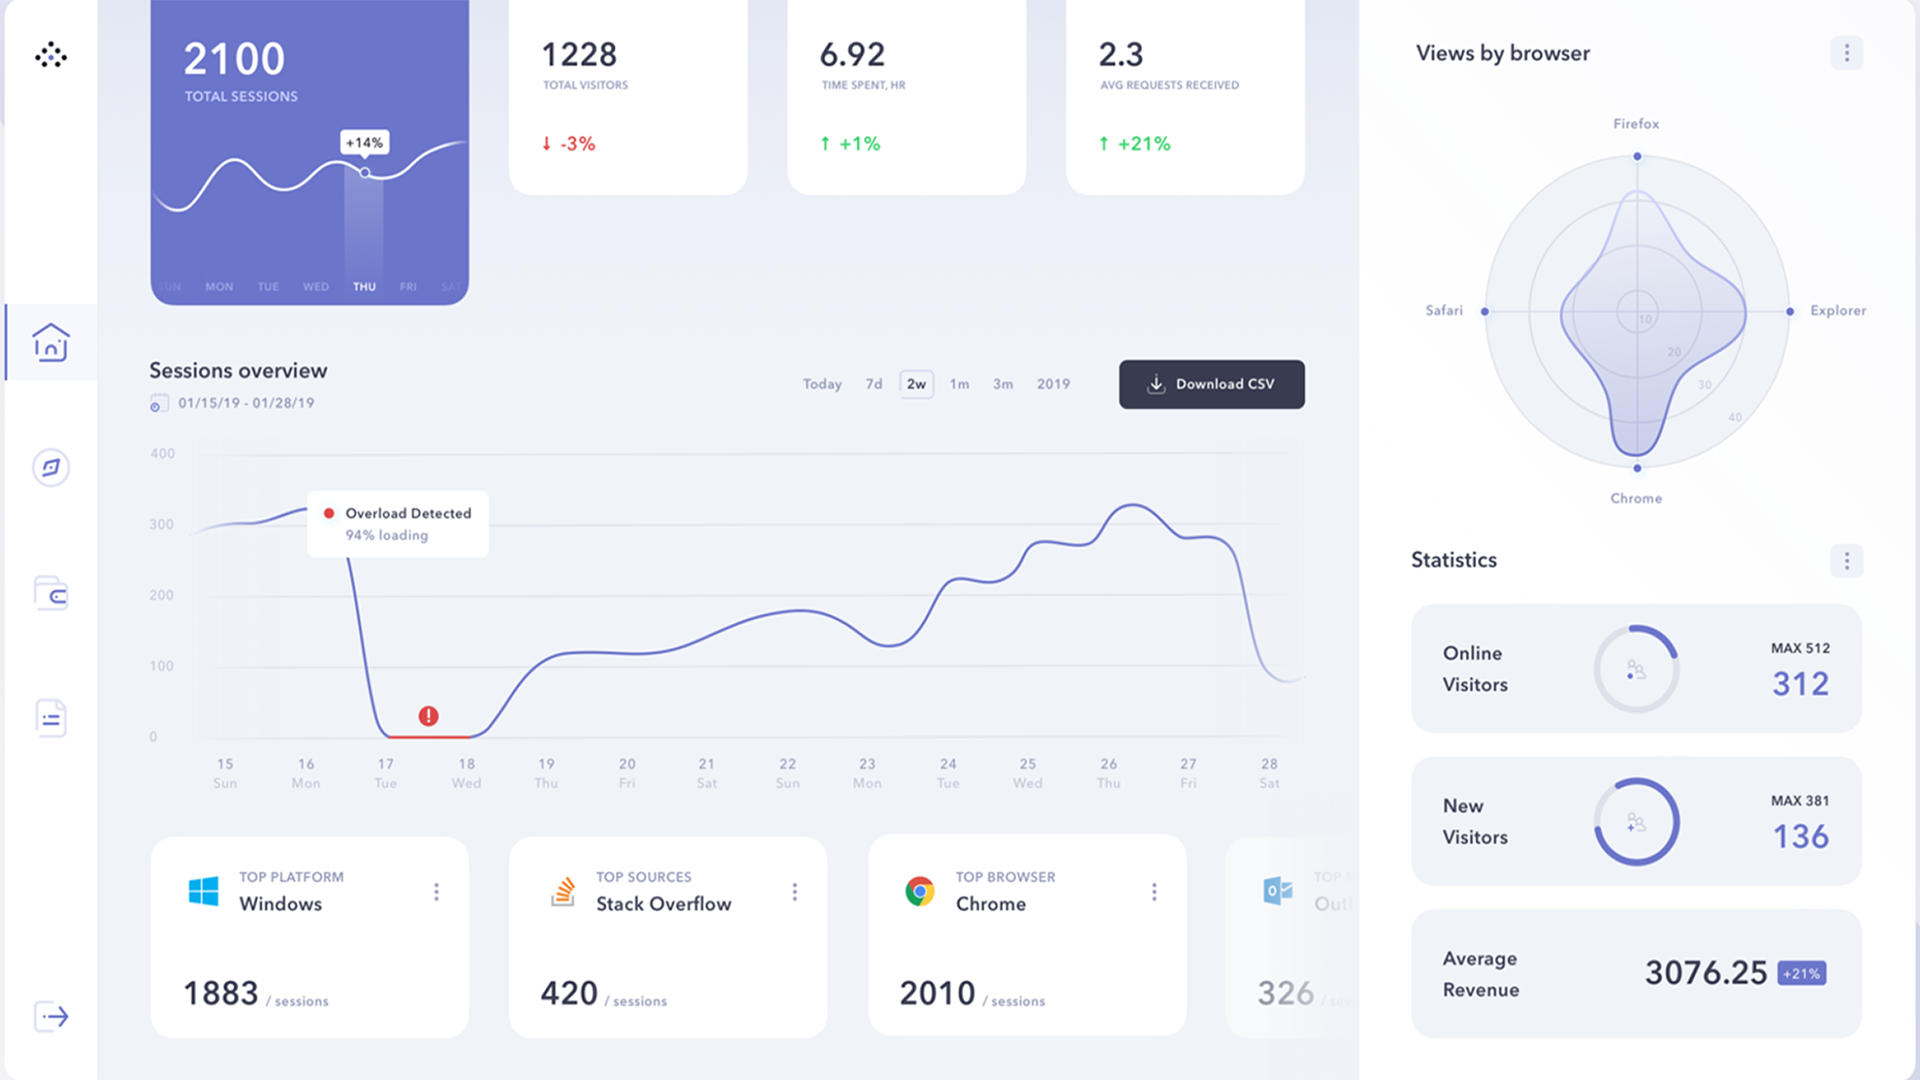 2100
TOTAL SESSIONS
+14%
SUN MON TUE WED THU FRI SAT
1228
TOTAL VISITORS
↓ -3%
6.92
TIME SPENT, HR
↑ +1%
2.3
AVG REQUESTS RECEIVED
↑ +21%
Sessions overview
01/15/19 - 01/28/19
Today 7d 2w 1m 3m 2019
Download CSV
400
300
200
100
0
Overload Detected
94% loading
!
15 16 17 18 19 20 21 22 23 24 25 26 27 28
Sun Mon Tue Wed Thu Fri Sat Sun Mon Tue Wed Thu Fri Sat
TOP PLATFORM
Windows
1883 / sessions
TOP SOURCES
Stack Overflow
420 / sessions
TOP BROWSER
Chrome
2010 / sessions
TOP
Outl
326 /
Views by browser
Firefox
Safari
Explorer
10
20
30
40
Chrome
Statistics
Online
Visitors
MAX 512
312
New
Visitors
MAX 381
136
Average
Revenue
3076.25 +21%